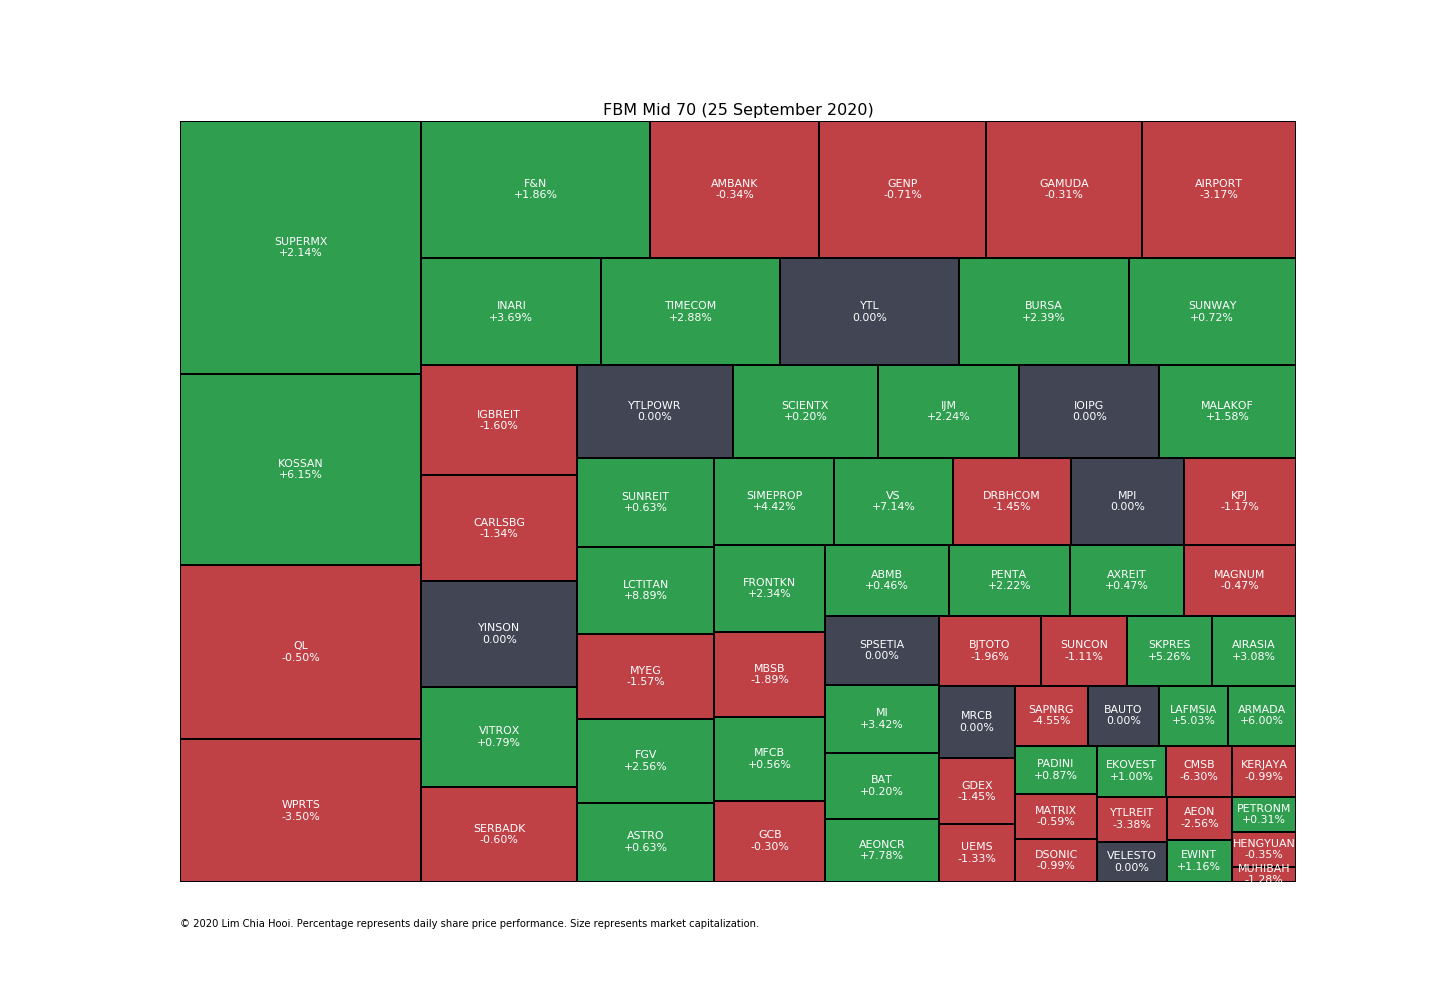 FBM Mid 70 (25 September 2020)
SUPERMX
+2.14%
KOSSAN
+6.15%
QL
-0.50%
WPRTS
-3.50%
F&N
+1.86%
AMBANK
-0.34%
GENP
-0.71%
GAMUDA
-0.31%
AIRPORT
-3.17%
INARI
+3.69%
TIMECOM
+2.88%
YTL
0.00%
BURSA
+2.39%
SUNWAY
+0.72%
IGBREIT
-1.60%
CARLSBG
-1.34%
YINSON
0.00%
VITROX
+0.79%
SERBADK
-0.60%
YTLPOWR
0.00%
SCIENTX
+0.20%
IJM
+2.24%
IOIPG
0.00%
MALAKOF
+1.58%
SUNREIT
+0.63%
LCTITAN
+8.89%
MYEG
-1.57%
FGV
+2.56%
ASTRO
+0.63%
SIMEPROP
+4.42%
VS
+7.14%
DRBHCOM
-1.45%
MPI
0.00%
KPJ
-1.17%
FRONTKN
+2.34%
MBSB
-1.89%
MFCB
+0.56%
GCB
-0.30%
ABMB
+0.46%
PENTA
+2.22%
AXREIT
+0.47%
MAGNUM
-0.47%
SPSETIA
0.00%
MI
+3.42%
BAT
+0.20%
AEONCR
+7.78%
BJTOTO
-1.96%
SUNCON
-1.11%
SKPRES
+5.26%
AIRASIA
+3.08%
MRCB
0.00%
GDEX
-1.45%
UEMS
-1.33%
SAPNRG
-4.55%
BAUTO
0.00%
LAFMSIA
+5.03%
ARMADA
+6.00%
PADINI
+0.87%
MATRIX
-0.59%
DSONIC
-0.99%
EKOVEST
+1.00%
CMSB
-6.30%
KERJAYA
-0.99%
YTLREIT
-3.38%
VELESTO
0.00%
AEON
-2.56%
EWINT
+1.16%
PETRONM
+0.31%
HENGYUAN
-0.35%
MUHIBAH
-1.28%
© 2020 Lim Chia Hooi. Percentage represents daily share price performance. Size represents market capitalization.